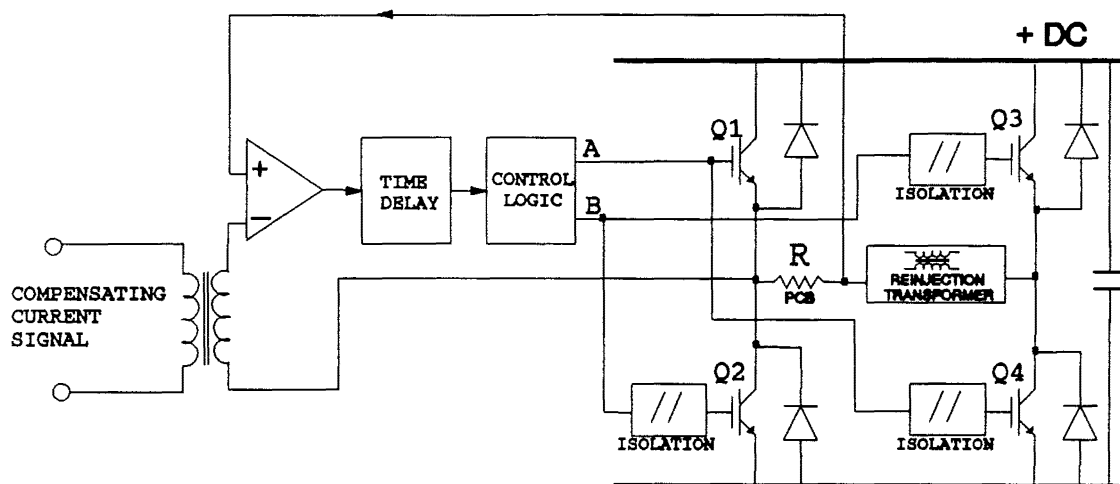 + DC
Q1
Q3
+
A
TIME
DELAY
CONTROL
LOGIC
//
ISOLATION
−
B
R
PCB
REINJECTION
TRANSFORMER
COMPENSATING
CURRENT
SIGNAL
Q2
Q4
//
ISOLATION
//
ISOLATION